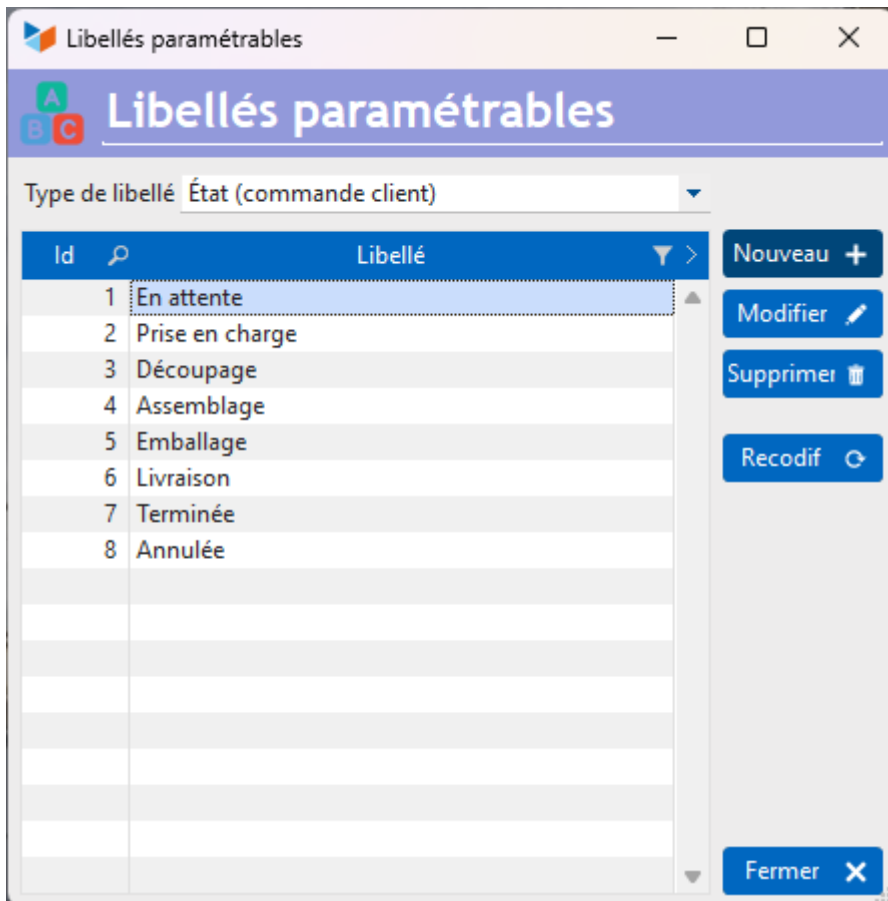 Libellés paramétrables
A
B C
Libellés paramétrables
Type de libellé État (commande client)
Id Libellé
Nouveau
1 En attente
Modifier
2 Prise en charge
3 Découpage
Supprimer
4 Assemblage
5 Emballage
Recodif
6 Livraison
7 Terminée
8 Annulée
Fermer